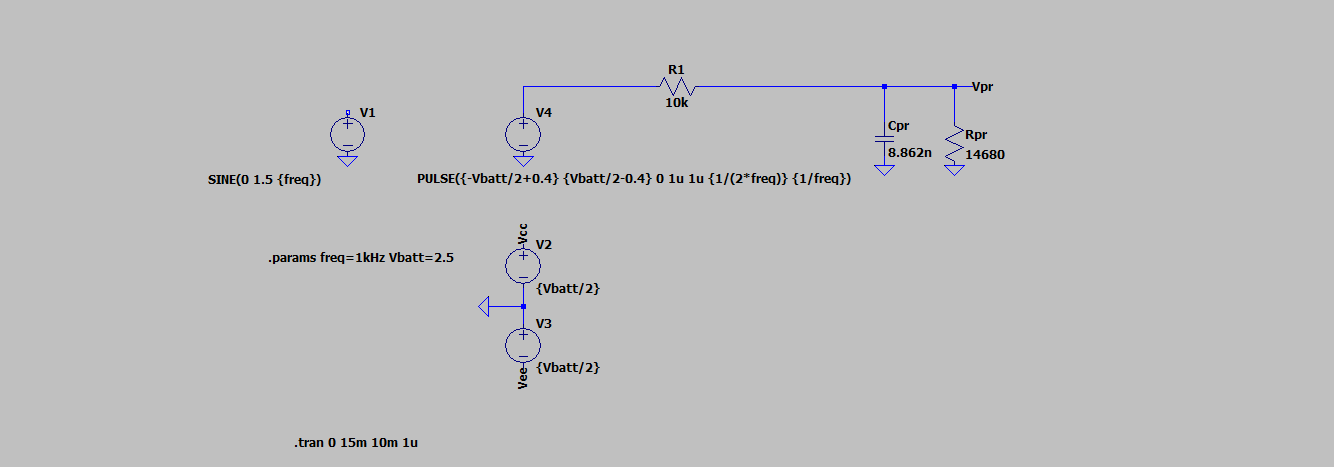 R1
10k
Vpr
V1
V4
Cpr
8.862n
Rpr
14680
SINE(0 1.5 {freq})
PULSE({-Vbatt/2+0.4} {Vbatt/2-0.4} 0 1u 1u {1/(2*freq)} {1/freq})
Vcc
V2
{Vbatt/2}
.params freq=1kHz Vbatt=2.5
V3
{Vbatt/2}
Vee
.tran 0 15m 10m 1u